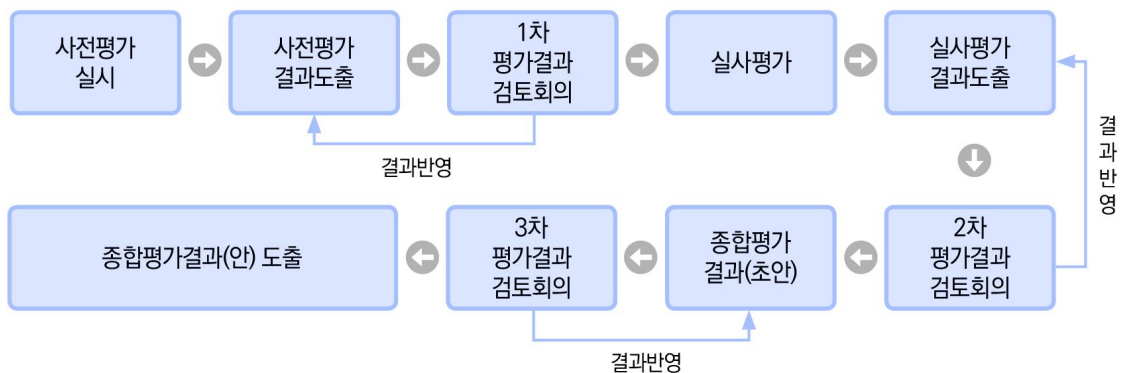 사전평가
실시
사전평가
결과도출
1차
평가결과
검토회의
실사평가
실사평가
결과도출
결과반영
결과반영
종합평가결과(안) 도출
3차
평가결과
검토회의
종합평가
결과(초안)
2차
평가결과
검토회의
결과반영